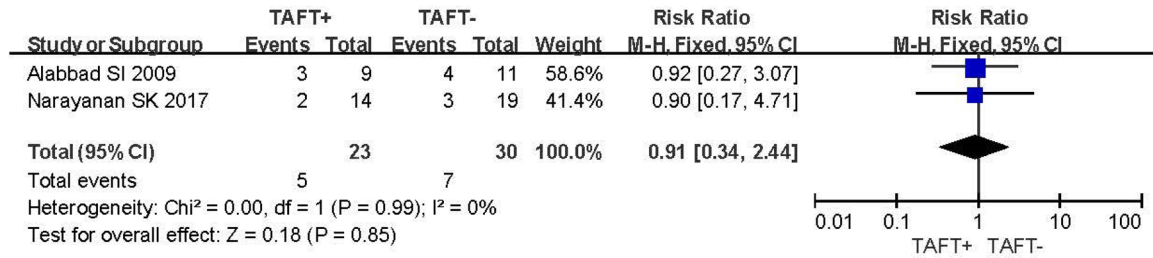 TAFT+ TAFT- Risk Ratio Risk Ratio
Study or Subgroup Events Total Events Total Weight M-H, Fixed, 95% CI M-H, Fixed, 95% CI
Alabbad SI 2009 3 9 4 11 58.6% 0.92 [0.27, 3.07]
Narayanan SK 2017 2 14 3 19 41.4% 0.90 [0.17, 4.71]
Total (95% CI) 23 30 100.0% 0.91 [0.34, 2.44]
Total events 5 7
Heterogeneity: Chi² = 0.00, df = 1 (P = 0.99); I² = 0%
Test for overall effect: Z = 0.18 (P = 0.85)
0.01 0.1 1 10 100
TAFT+ TAFT-